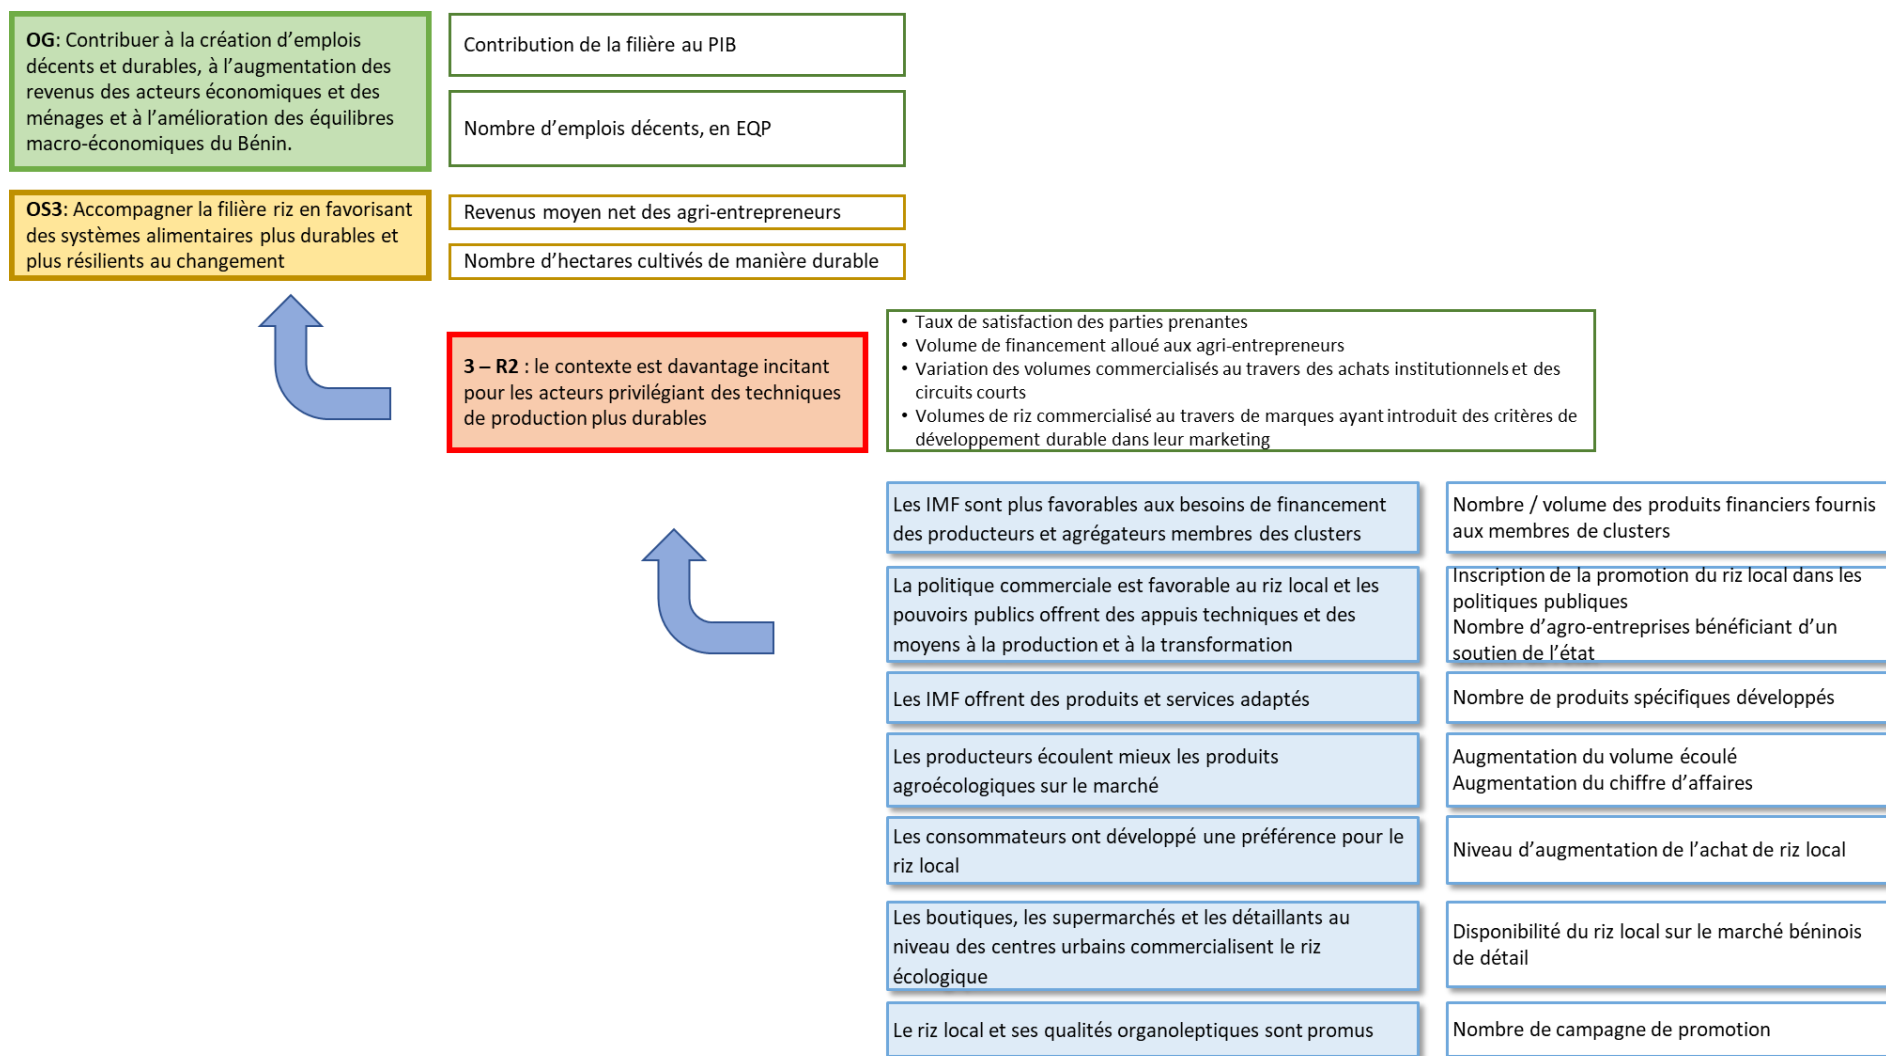 OG: Contribuer à la création d’emplois
décents et durables, à l’augmentation des
revenus des acteurs économiques et des
ménages et à l’amélioration des équilibres
macro-économiques du Bénin.
Contribution de la filière au PIB
Nombre d’emplois décents, en EQP
OS3: Accompagner la filière riz en favorisant
des systèmes alimentaires plus durables et
plus résilients au changement
Revenus moyen net des agri-entrepreneurs
Nombre d’hectares cultivés de manière durable
3 – R2 : le contexte est davantage incitant
pour les acteurs privilégiant des techniques
de production plus durables
• Taux de satisfaction des parties prenantes
• Volume de financement alloué aux agri-entrepreneurs
• Variation des volumes commercialisés au travers des achats institutionnels et des
circuits courts
• Volumes de riz commercialisé au travers de marques ayant introduit des critères de
développement durable dans leur marketing
Les IMF sont plus favorables aux besoins de financement
des producteurs et agrégateurs membres des clusters
Nombre / volume des produits financiers fournis
aux membres de clusters
La politique commerciale est favorable au riz local et les
pouvoirs publics offrent des appuis techniques et des
moyens à la production et à la transformation
Inscription de la promotion du riz local dans les
politiques publiques
Nombre d’agro-entreprises bénéficiant d’un
soutien de l’état
Les IMF offrent des produits et services adaptés
Nombre de produits spécifiques développés
Les producteurs écoulent mieux les produits
agroécologiques sur le marché
Augmentation du volume écoulé
Augmentation du chiffre d’affaires
Les consommateurs ont développé une préférence pour le
riz local
Niveau d’augmentation de l’achat de riz local
Les boutiques, les supermarchés et les détaillants au
niveau des centres urbains commercialisent le riz
écologique
Disponibilité du riz local sur le marché béninois
de détail
Le riz local et ses qualités organoleptiques sont promus
Nombre de campagne de promotion